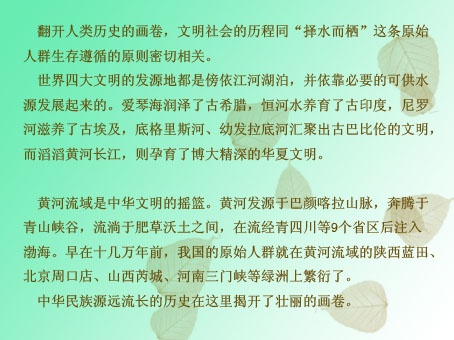 翻开人类历史的画卷，文明社会的历程同“择水而栖”这条原始
人群生存遵循的原则密切相关。
世界四大文明的发源地都是傍依江河湖泊，并依靠必要的可供水
源发展起来的。爱琴海润泽了古希腊，恒河水养育了古印度，尼罗
河滋养了古埃及，底格里斯河、幼发拉底河汇聚出古巴比伦的文明，
而滔滔黄河长江，则孕育了博大精深的华夏文明。
黄河流域是中华文明的摇篮。黄河发源于巴颜喀拉山脉，奔腾于
青山峡谷，流淌于肥草沃土之间，在流经青四川等9个省区后注入
渤海。早在十几万年前，我国的原始人群就在黄河流域的陕西蓝田、
北京周口店、山西芮城、河南三门峡等绿洲上繁衍了。
中华民族源远流长的历史在这里揭开了壮丽的画卷。